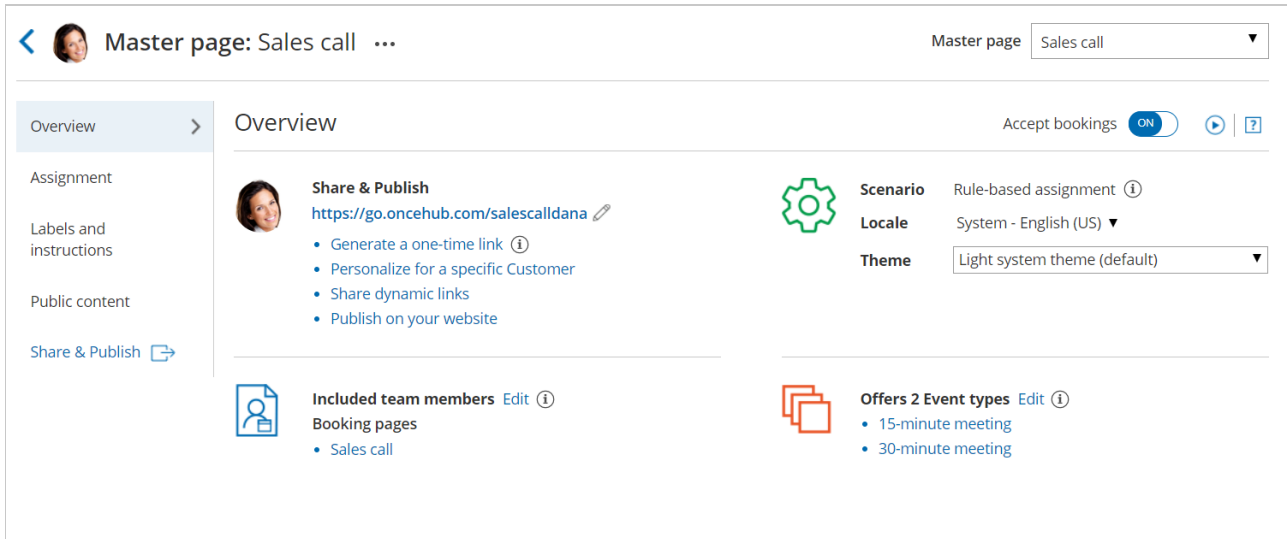 Master page: Sales call ...
Master page Sales call
Overview
Assignment
Labels and
instructions
Public content
Share & Publish
Overview
Accept bookings ON
Share & Publish
https://go.oncehub.com/salescalldana
Generate a one-time link
Personalize for a specific Customer
Share dynamic links
Publish on your website
Scenario Rule-based assignment
Locale System - English (US)
Theme Light system theme (default)
Included team members Edit
Booking pages
Sales call
Offers 2 Event types Edit
15-minute meeting
30-minute meeting